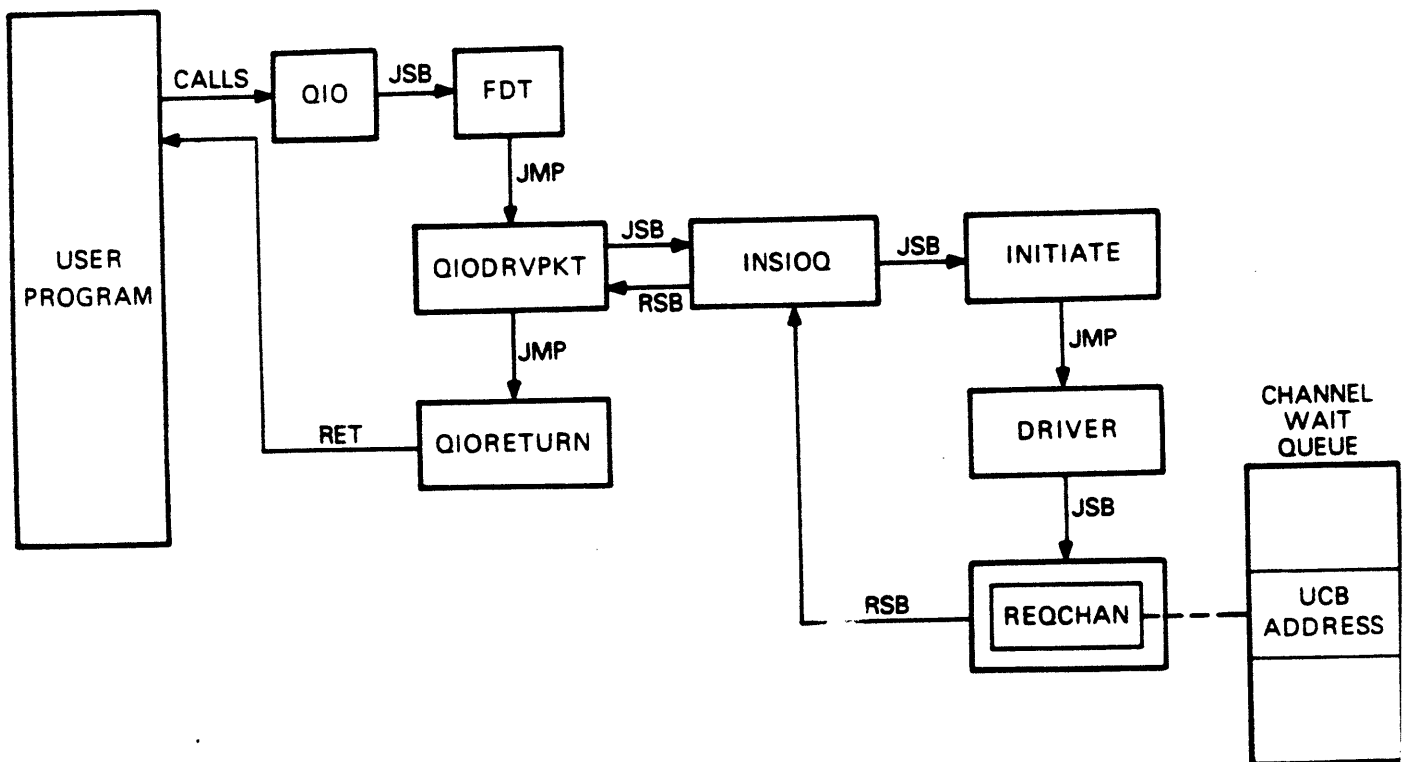 CALLS
QIO
JSB
FDT
JMP
USER
PROGRAM
QIODRVPKT
JSB
RSB
INSIOQ
JSB
INITIATE
JMP
QIORETURN
RET
JMP
DRIVER
JSB
CHANNEL
WAIT
QUEUE
RSB
REQCHAN
UCB
ADDRESS